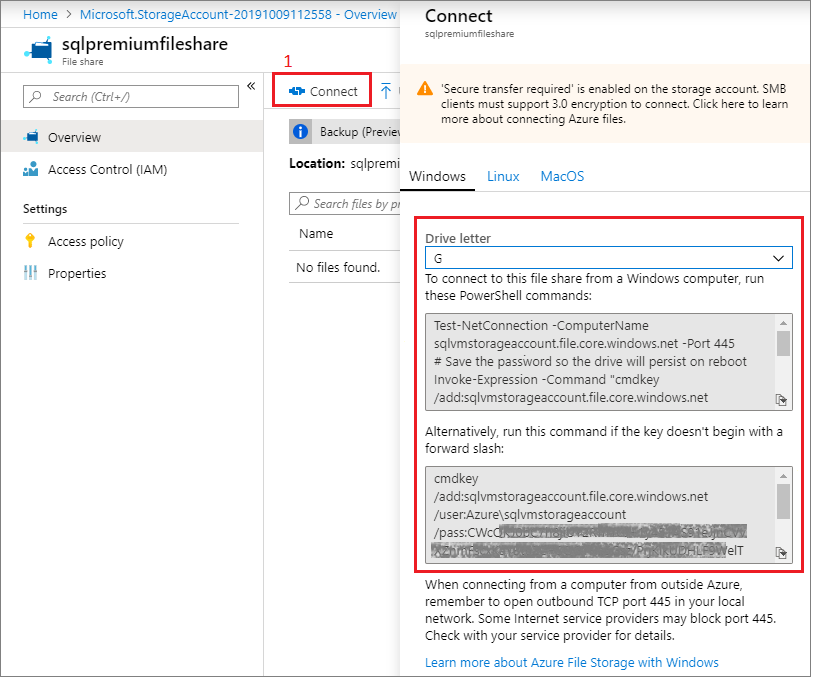 Home > Microsoft.StorageAccount-20191009112558 - Overview
sqlpremiumfileshare
File share
Search (Ctrl+/)
«
Overview
Access Control (IAM)
Settings
Access policy
Properties
1
Connect
Backup (Preview
Location: sqlpremi
Search files by pr
Name
No files found.
Connect
sqlpremiumfileshare
'Secure transfer required' is enabled on the storage account. SMB
clients must support 3.0 encryption to connect. Click here to learn
more about connecting Azure files.
Windows Linux MacOS
Drive letter
G
To connect to this file share from a Windows computer, run
these PowerShell commands:
Test-NetConnection -ComputerName
sqlvmstorageaccount.file.core.windows.net -Port 445
# Save the password so the drive will persist on reboot
Invoke-Expression -Command "cmdkey
/add:sqlvmstorageaccount.file.core.windows.net
Alternatively, run this command if the key doesn't begin with a
forward slash:
cmdkey
/add:sqlvmstorageaccount.file.core.windows.net
/user:Azure\sqlvmstorageaccount
When connecting from a computer from outside Azure,
remember to open outbound TCP port 445 in your local
network. Some Internet service providers may block port 445.
Check with your service provider for details.
Learn more about Azure File Storage with Windows